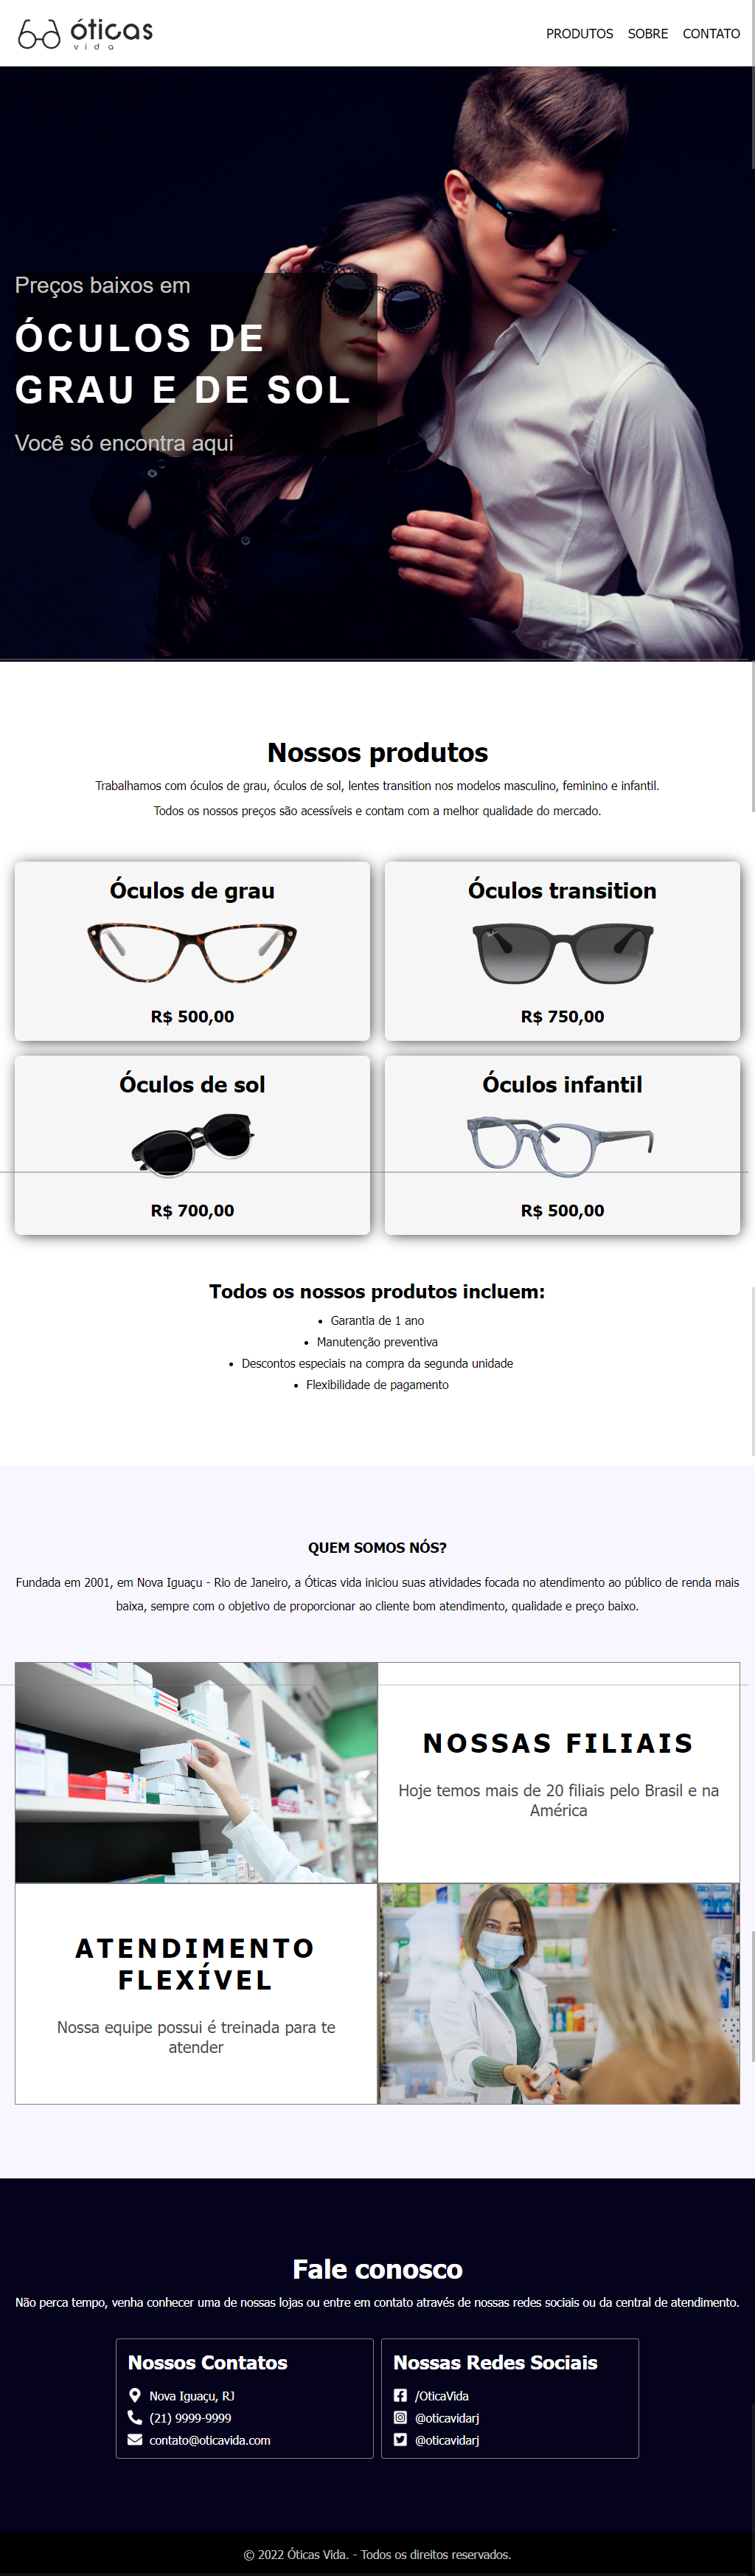 óticas
vida
PRODUTOS SOBRE CONTATO
Preços baixos em
ÓCULOS DE
GRAU E DE SOL
Você só encontra aqui
Nossos produtos
Trabalhamos com óculos de grau, óculos de sol, lentes transition nos modelos masculino, feminino e infantil.
Todos os nossos preços são acessíveis e contam com a melhor qualidade do mercado.
Óculos de grau
R$ 500,00
Óculos transition
R$ 750,00
Óculos de sol
R$ 700,00
Óculos infantil
R$ 500,00
Todos os nossos produtos incluem:
• Garantia de 1 ano
• Manutenção preventiva
• Descontos especiais na compra da segunda unidade
• Flexibilidade de pagamento
QUEM SOMOS NÓS?
Fundada em 2001, em Nova Iguaçu - Rio de Janeiro, a Óticas vida iniciou suas atividades focada no atendimento ao público de renda mais
baixa, sempre com o objetivo de proporcionar ao cliente bom atendimento, qualidade e preço baixo.
NOSSAS FILIAIS
Hoje temos mais de 20 filiais pelo Brasil e na
América
ATENDIMENTO
FLEXÍVEL
Nossa equipe possui é treinada para te
atender
Fale conosco
Não perca tempo, venha conhecer uma de nossas lojas ou entre em contato através de nossas redes sociais ou da central de atendimento.
Nossos Contatos
Nova Iguaçu, RJ
(21) 9999-9999
contato@oticavida.com
Nossas Redes Sociais
/OticaVida
@oticavidarj
@oticavidarj
© 2022 Óticas Vida. - Todos os direitos reservados.